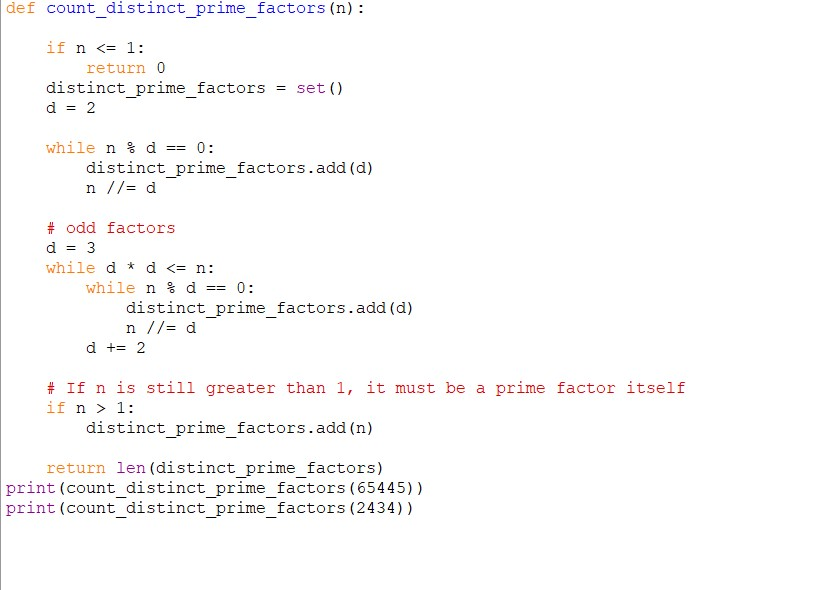 def count_distinct_prime_factors(n):
    if n <= 1:
        return 0
    distinct_prime_factors = set()
    d = 2
    while n % d == 0:
        distinct_prime_factors.add(d)
        n //= d
    # odd factors
    d = 3
    while d * d <= n:
        while n % d == 0:
            distinct_prime_factors.add(d)
            n //= d
        d += 2
    # If n is still greater than 1, it must be a prime factor itself
    if n > 1:
        distinct_prime_factors.add(n)
    return len(distinct_prime_factors)
print(count_distinct_prime_factors(65445))
print(count_distinct_prime_factors(2434))